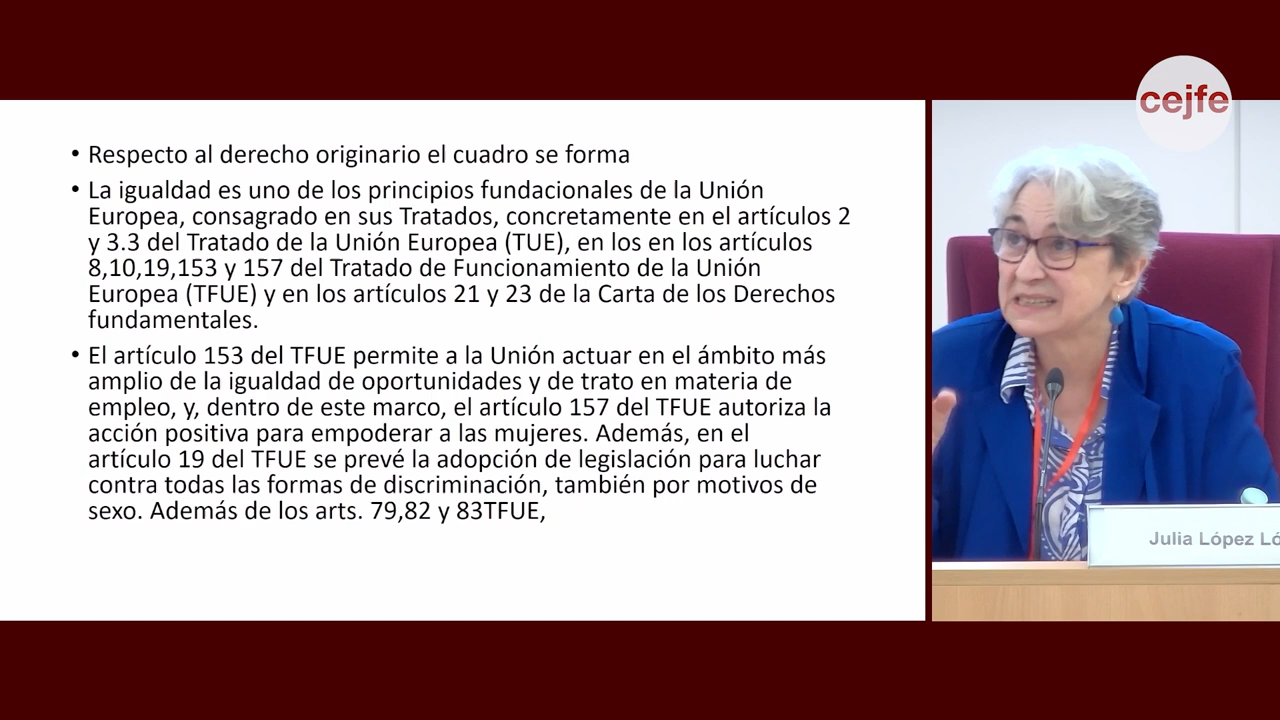 cejfe
• Respecto al derecho originario el cuadro se forma
• La igualdad es uno de los principios fundacionales de la Unión
Europea, consagrado en sus Tratados, concretamente en el artículos 2
y 3.3 del Tratado de la Unión Europea (TUE), en los en los artículos
8,10,19,153 y 157 del Tratado de Funcionamiento de la Unión
Europea (TFUE) y en los artículos 21 y 23 de la Carta de los Derechos
fundamentales.
• El artículo 153 del TFUE permite a la Unión actuar en el ámbito más
amplio de la igualdad de oportunidades y de trato en materia de
empleo, y, dentro de este marco, el artículo 157 del TFUE autoriza la
acción positiva para empoderar a las mujeres. Además, en el
artículo 19 del TFUE se prevé la adopción de legislación para luchar
contra todas las formas de discriminación, también por motivos de
sexo. Además de los arts. 79,82 y 83TFUE,
Julia López Ló